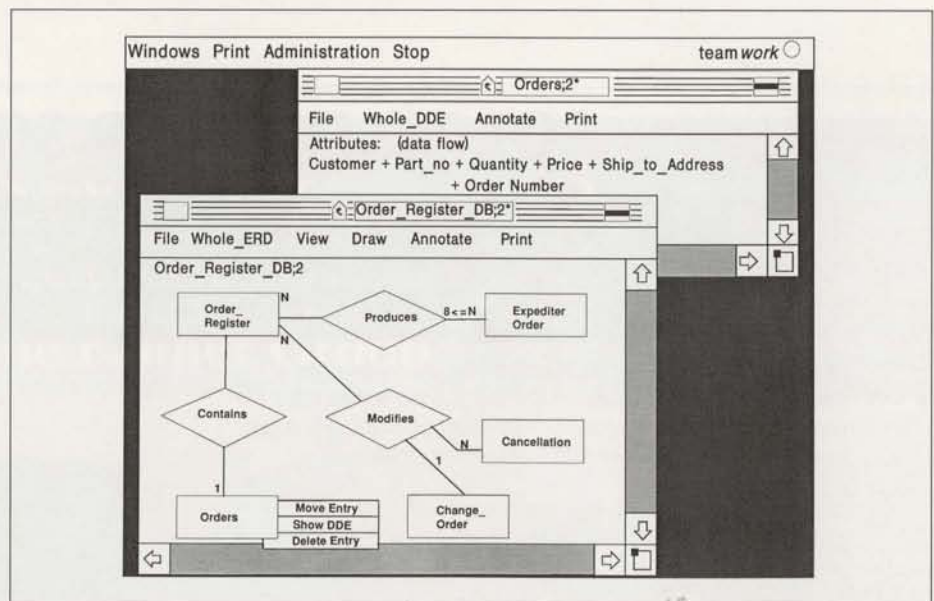 Windows Print Administration Stop teamwork
Orders;2*
File Whole_DDE Annotate Print
Attributes: (data flow)
Customer + Part_no + Quantity + Price + Ship_to_Address
+ Order Number
Order_Register_DB;2*
File Whole_ERD View Draw Annotate Print
Order_Register_DB;2
Order_
Register
N
N
Produces
8<=N
Expediter
Order
Contains
Modifies
N
Cancellation
1
1
Orders
Move Entry
Show DDE
Delete Entry
Change_
Order